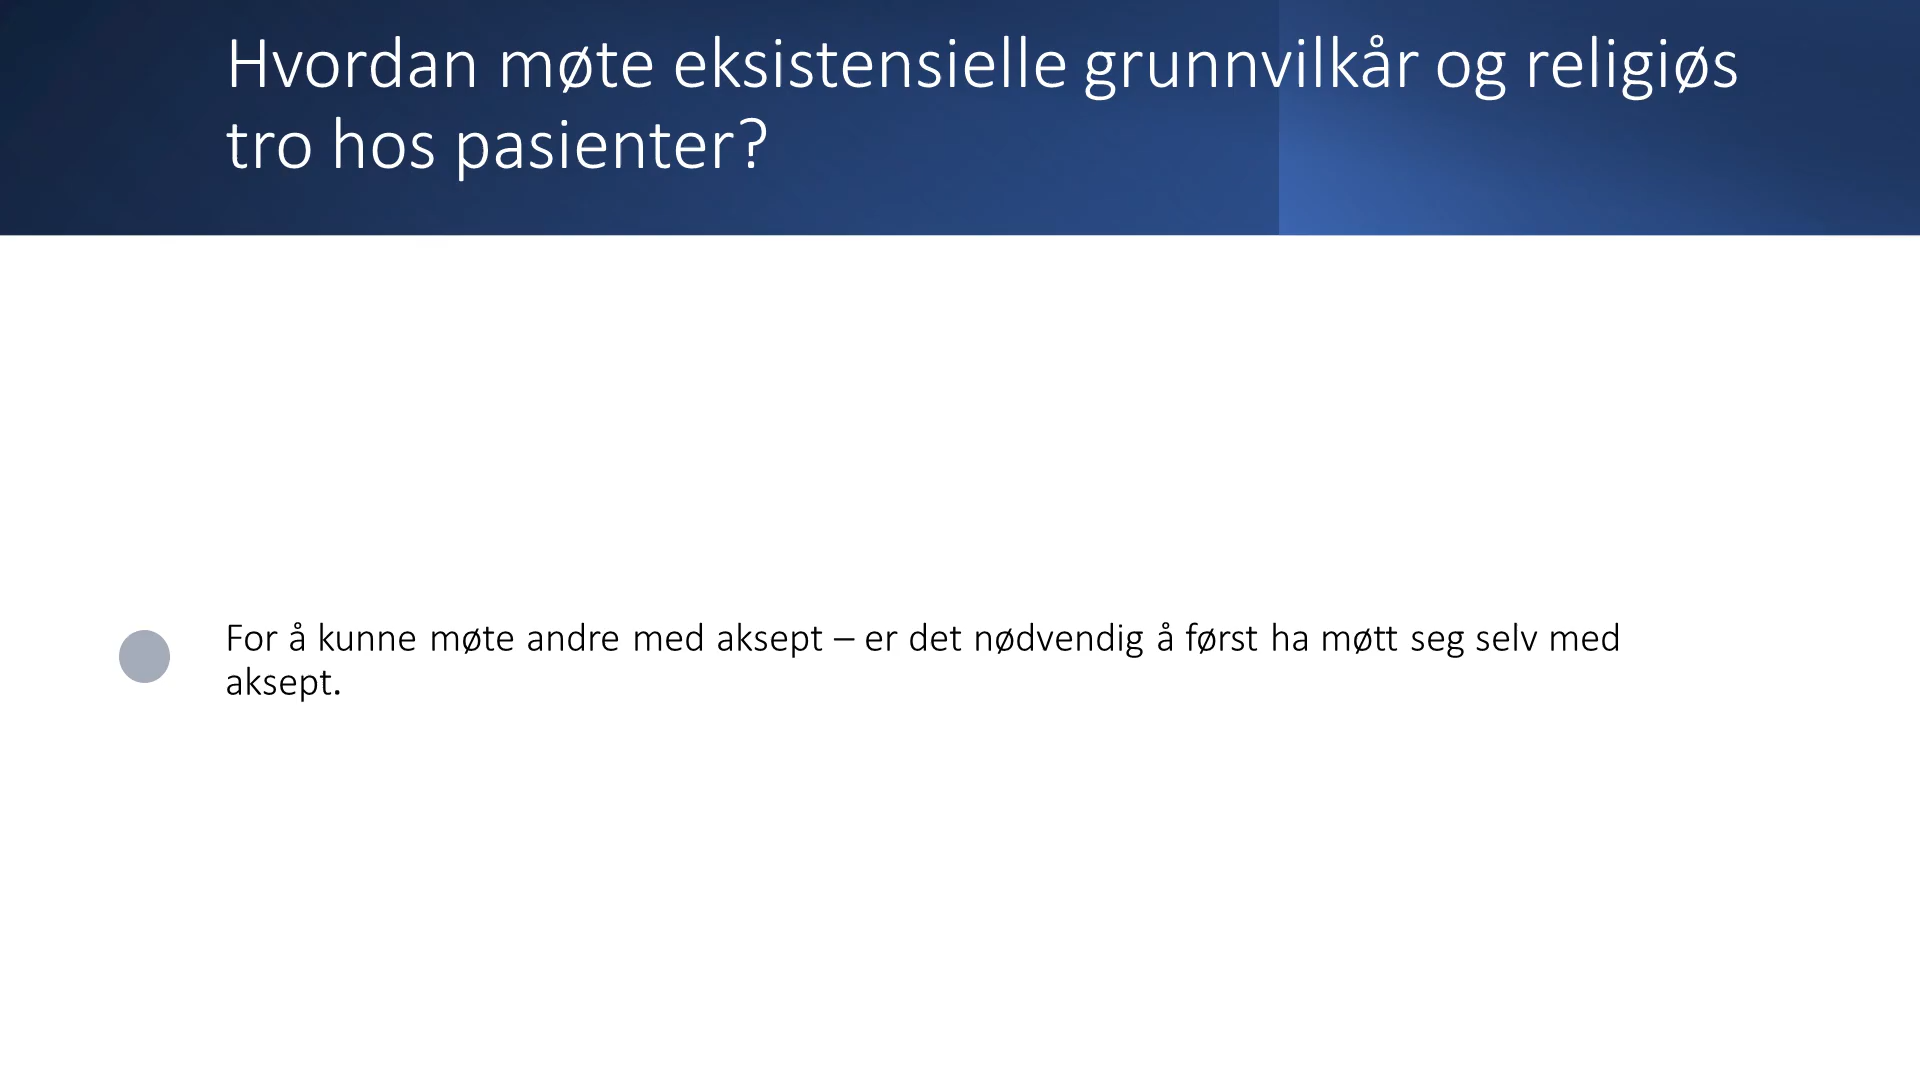 Hvordan møte eksistensielle grunnvilkår og religiøs
tro hos pasienter?
For å kunne møte andre med aksept – er det nødvendig å først ha møtt seg selv med
aksept.